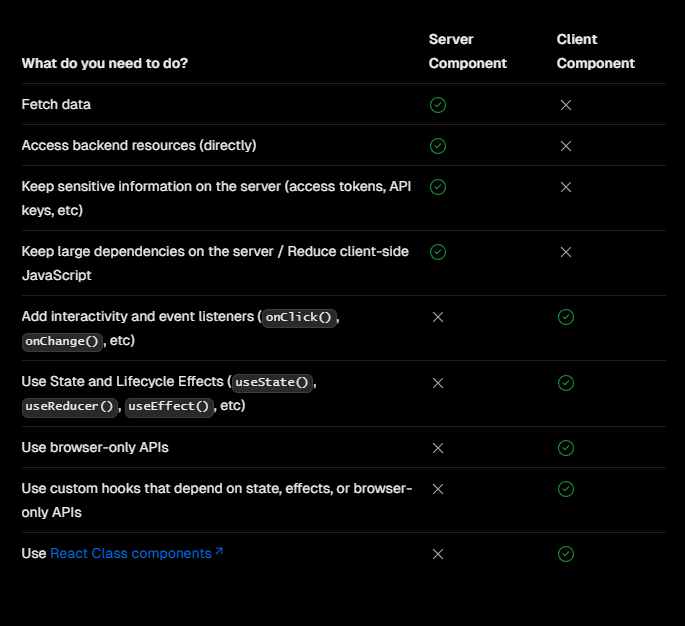 Server Client
What do you need to do? Component Component
Fetch data
Access backend resources (directly)
Keep sensitive information on the server (access tokens, API
keys, etc)
Keep large dependencies on the server / Reduce client-side
JavaScript
Add interactivity and event listeners (onClick(),
onChange(), etc)
Use State and Lifecycle Effects (useState(),
useReducer(), useEffect(), etc)
Use browser-only APIs
Use custom hooks that depend on state, effects, or browser-
only APIs
Use React Class components